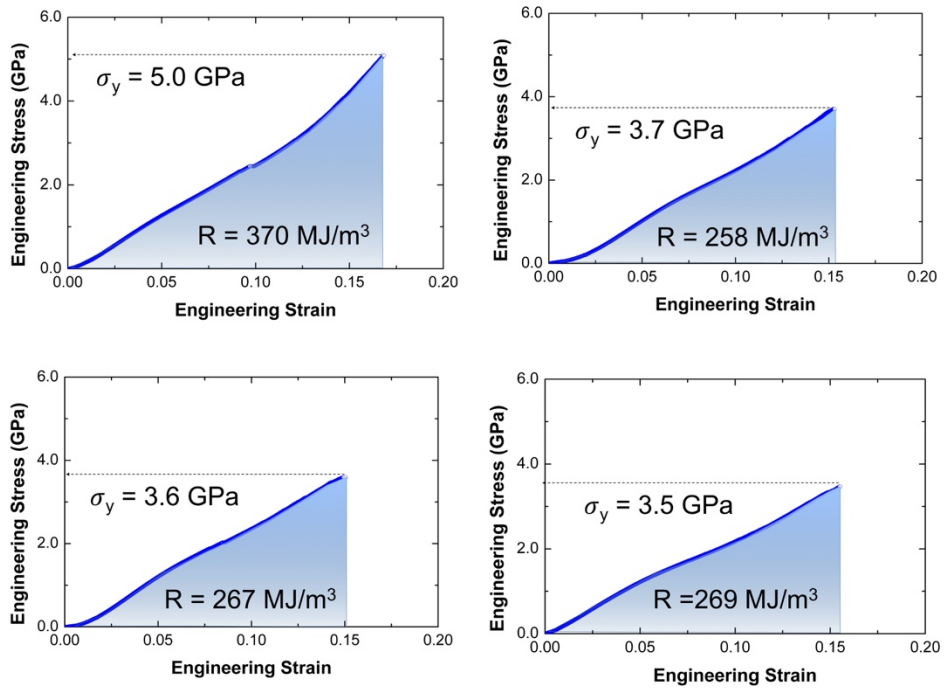 Engineering Stress (GPa)
6.0
4.0
2.0
0.0
σy = 5.0 GPa
R = 370 MJ/m³
0.00 0.05 0.10 0.15 0.20
Engineering Strain
Engineering Stress (GPa)
6.0
4.0
2.0
0.0
σy = 3.7 GPa
R = 258 MJ/m³
0.00 0.05 0.10 0.15 0.20
Engineering Strain
Engineering Stress (GPa)
6.0
4.0
2.0
0.0
σy = 3.6 GPa
R = 267 MJ/m³
0.00 0.05 0.10 0.15 0.20
Engineering Strain
Engineering Stress (GPa)
6.0
4.0
2.0
0.0
σy = 3.5 GPa
R =269 MJ/m³
0.00 0.05 0.10 0.15 0.20
Engineering Strain